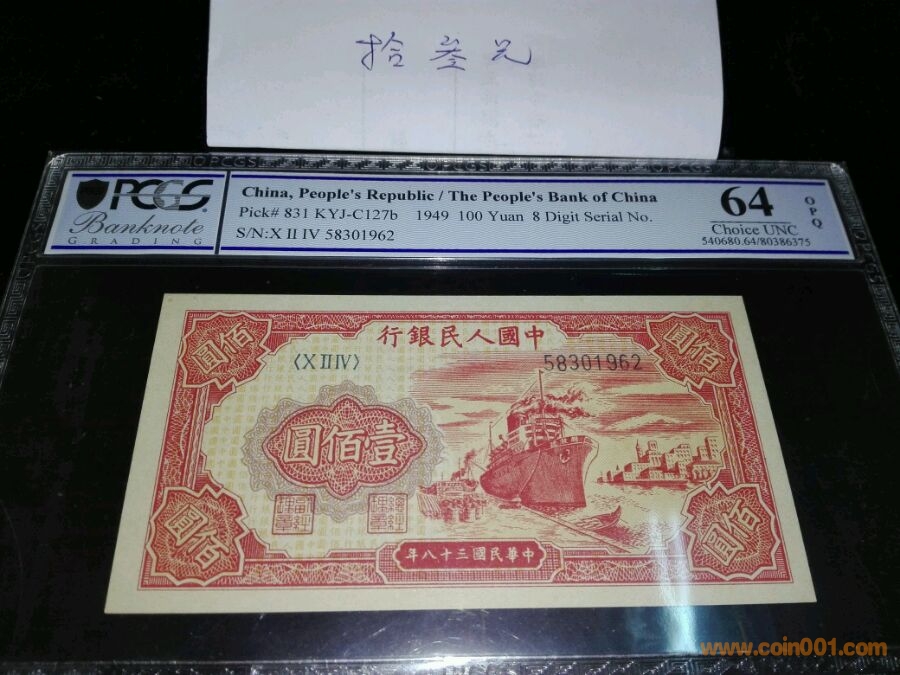 拾叁兄
PCGS
Banknote
GRADING
China, People's Republic / The People's Bank of China
Pick# 831 KYJ-C127b 1949 100 Yuan 8 Digit Serial No.
S/N:X II IV 58301962
64
OPQ
Choice UNC
540680.64/80386375
佰圓
行銀民人國中
佰圓
〈X II IV〉
58301962
圓佰壹
佰圓
年八十三國民華中
佰圓
www.coin001.com